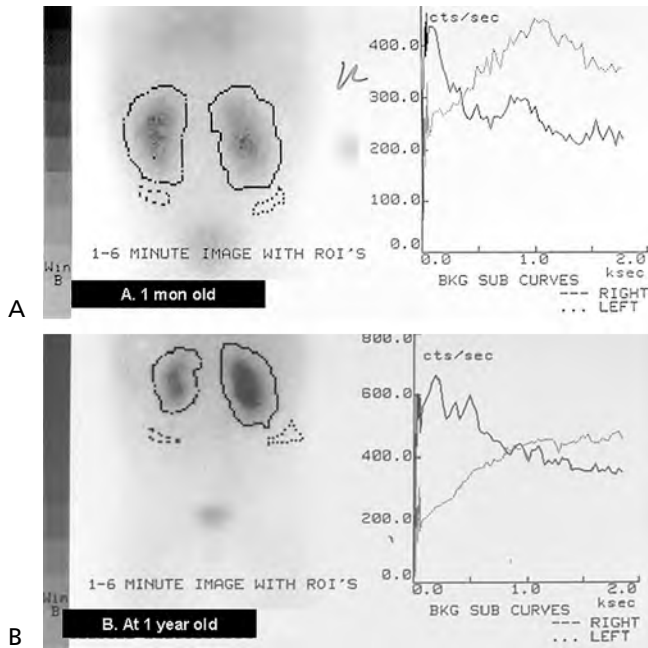 A
cts/sec
400.0
300.0
200.0
100.0
0.0
0.0 1.0 2.0
ksec
Win
B
1-6 MINUTE IMAGE WITH ROI'S
BKG SUB CURVES
--- RIGHT
... LEFT
A. 1 mon old
B
800.0
cts/sec
600.0
400.0
200.0
0.0
0.0 1.0 2.0
ksec
Win
B
1-6 MINUTE IMAGE WITH ROI'S
BKG SUB CURVES
--- RIGHT
... LEFT
B. At 1 year old